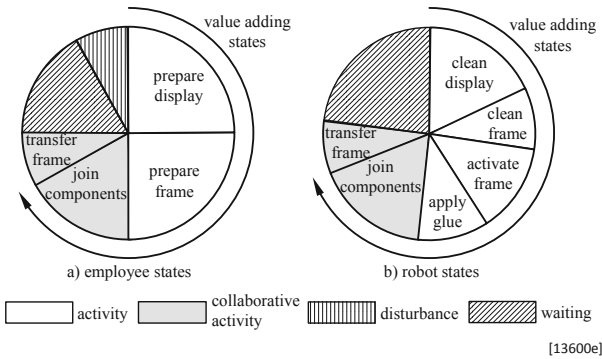 value adding
states
prepare
display
prepare
frame
transfer
frame
join
components
a) employee states
value adding
states
clean
display
clean
frame
activate
frame
apply
glue
transfer
frame
join
components
b) robot states
activity
collaborative
activity
disturbance
waiting
[13600e]